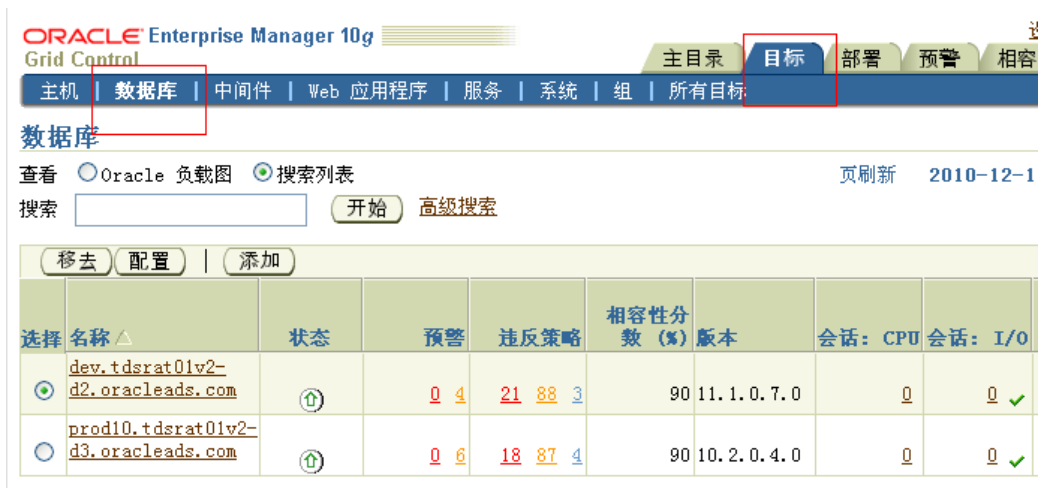 ORACLE Enterprise Manager 10g
Grid Control
主目录 目标 部署 预警 相容
主机 | 数据库 | 中间件 | Web 应用程序 | 服务 | 系统 | 组 | 所有目标
数据库
查看 Oracle 负载图 搜索列表 页刷新 2010-12-1
搜索 开始 高级搜索
移去 配置 | 添加
选择 名称 状态 预警 违反策略 相容性分数 (%) 版本 会话: CPU 会话: I/O
dev.tdsrat01v2-
d2.oracleads.com 0 4 21 88 3 90 11.1.0.7.0 0 0
prod10.tdsrat01v2-
d3.oracleads.com 0 6 18 87 4 90 10.2.0.4.0 0 0